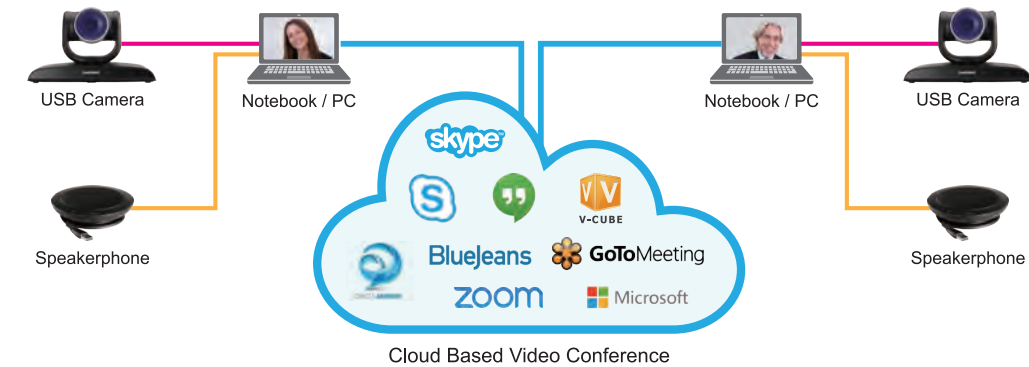 USB Camera
Notebook / PC
Notebook / PC
USB Camera
skype
S
V V
V-CUBE
Speakerphone
Speakerphone
BlueJeans
GoToMeeting
zoom
Microsoft
Cloud Based Video Conference